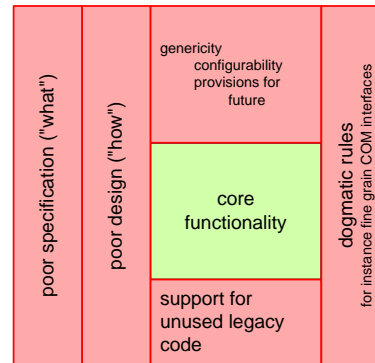 poor specification ("what")
poor design ("how")
genericity
configurability
provisions for
future
core
functionality
support for
unused legacy
code
dogmatic rules
for instance fine grain COM interfaces